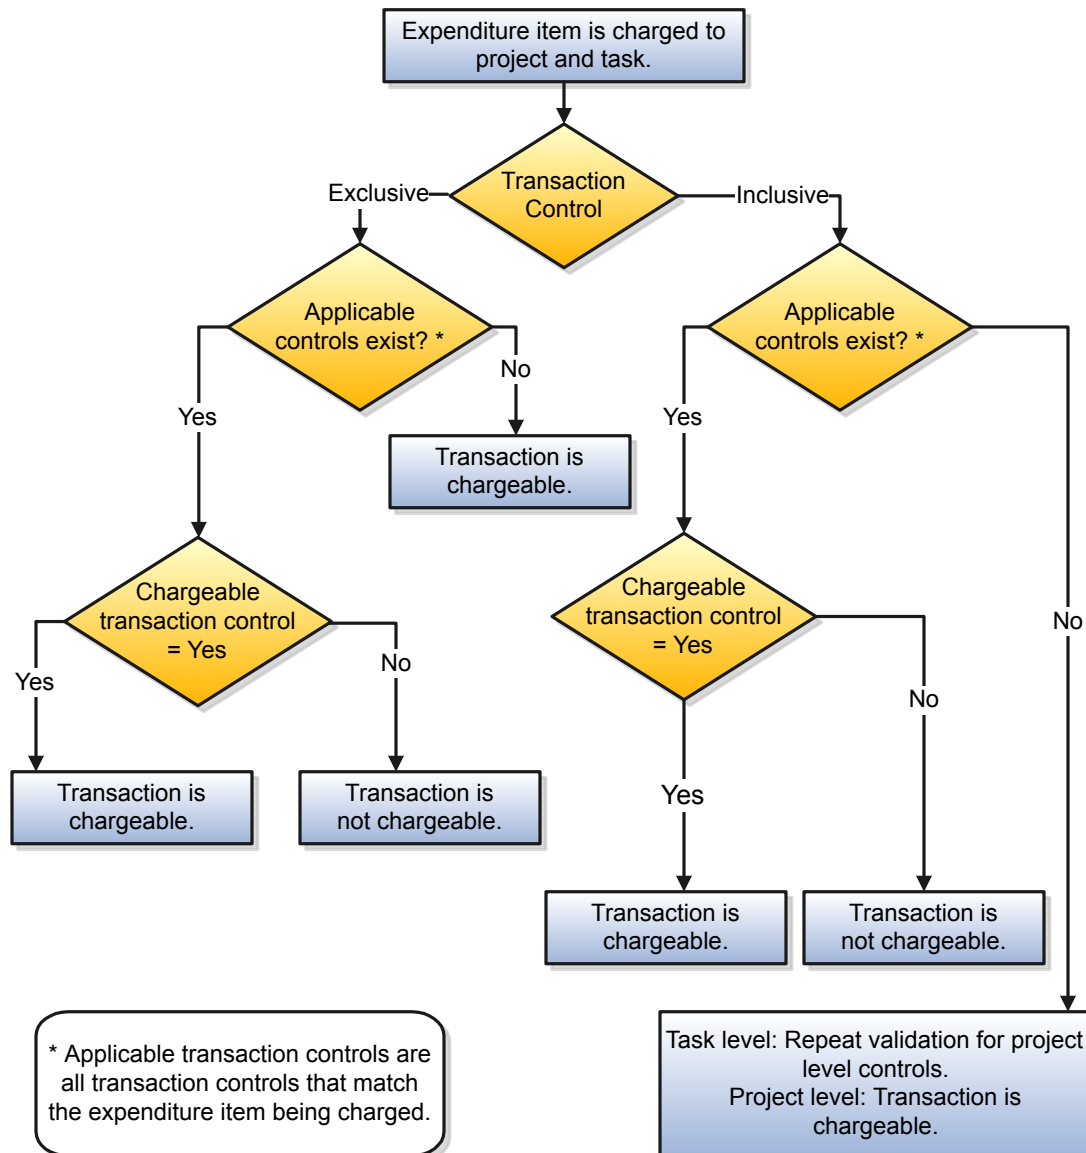 Expenditure item is charged to
project and task.
Transaction
Control
Exclusive
Inclusive
Applicable
controls exist? *
Applicable
controls exist? *
No
Yes
Yes
Transaction is
chargeable.
Chargeable
transaction control
= Yes
Chargeable
transaction control
= Yes
No
Yes
No
No
Transaction is
chargeable.
Transaction is
not chargeable.
Yes
Transaction is
chargeable.
Transaction is
not chargeable.
* Applicable transaction controls are
all transaction controls that match
the expenditure item being charged.
Task level: Repeat validation for project
level controls.
Project level: Transaction is
chargeable.